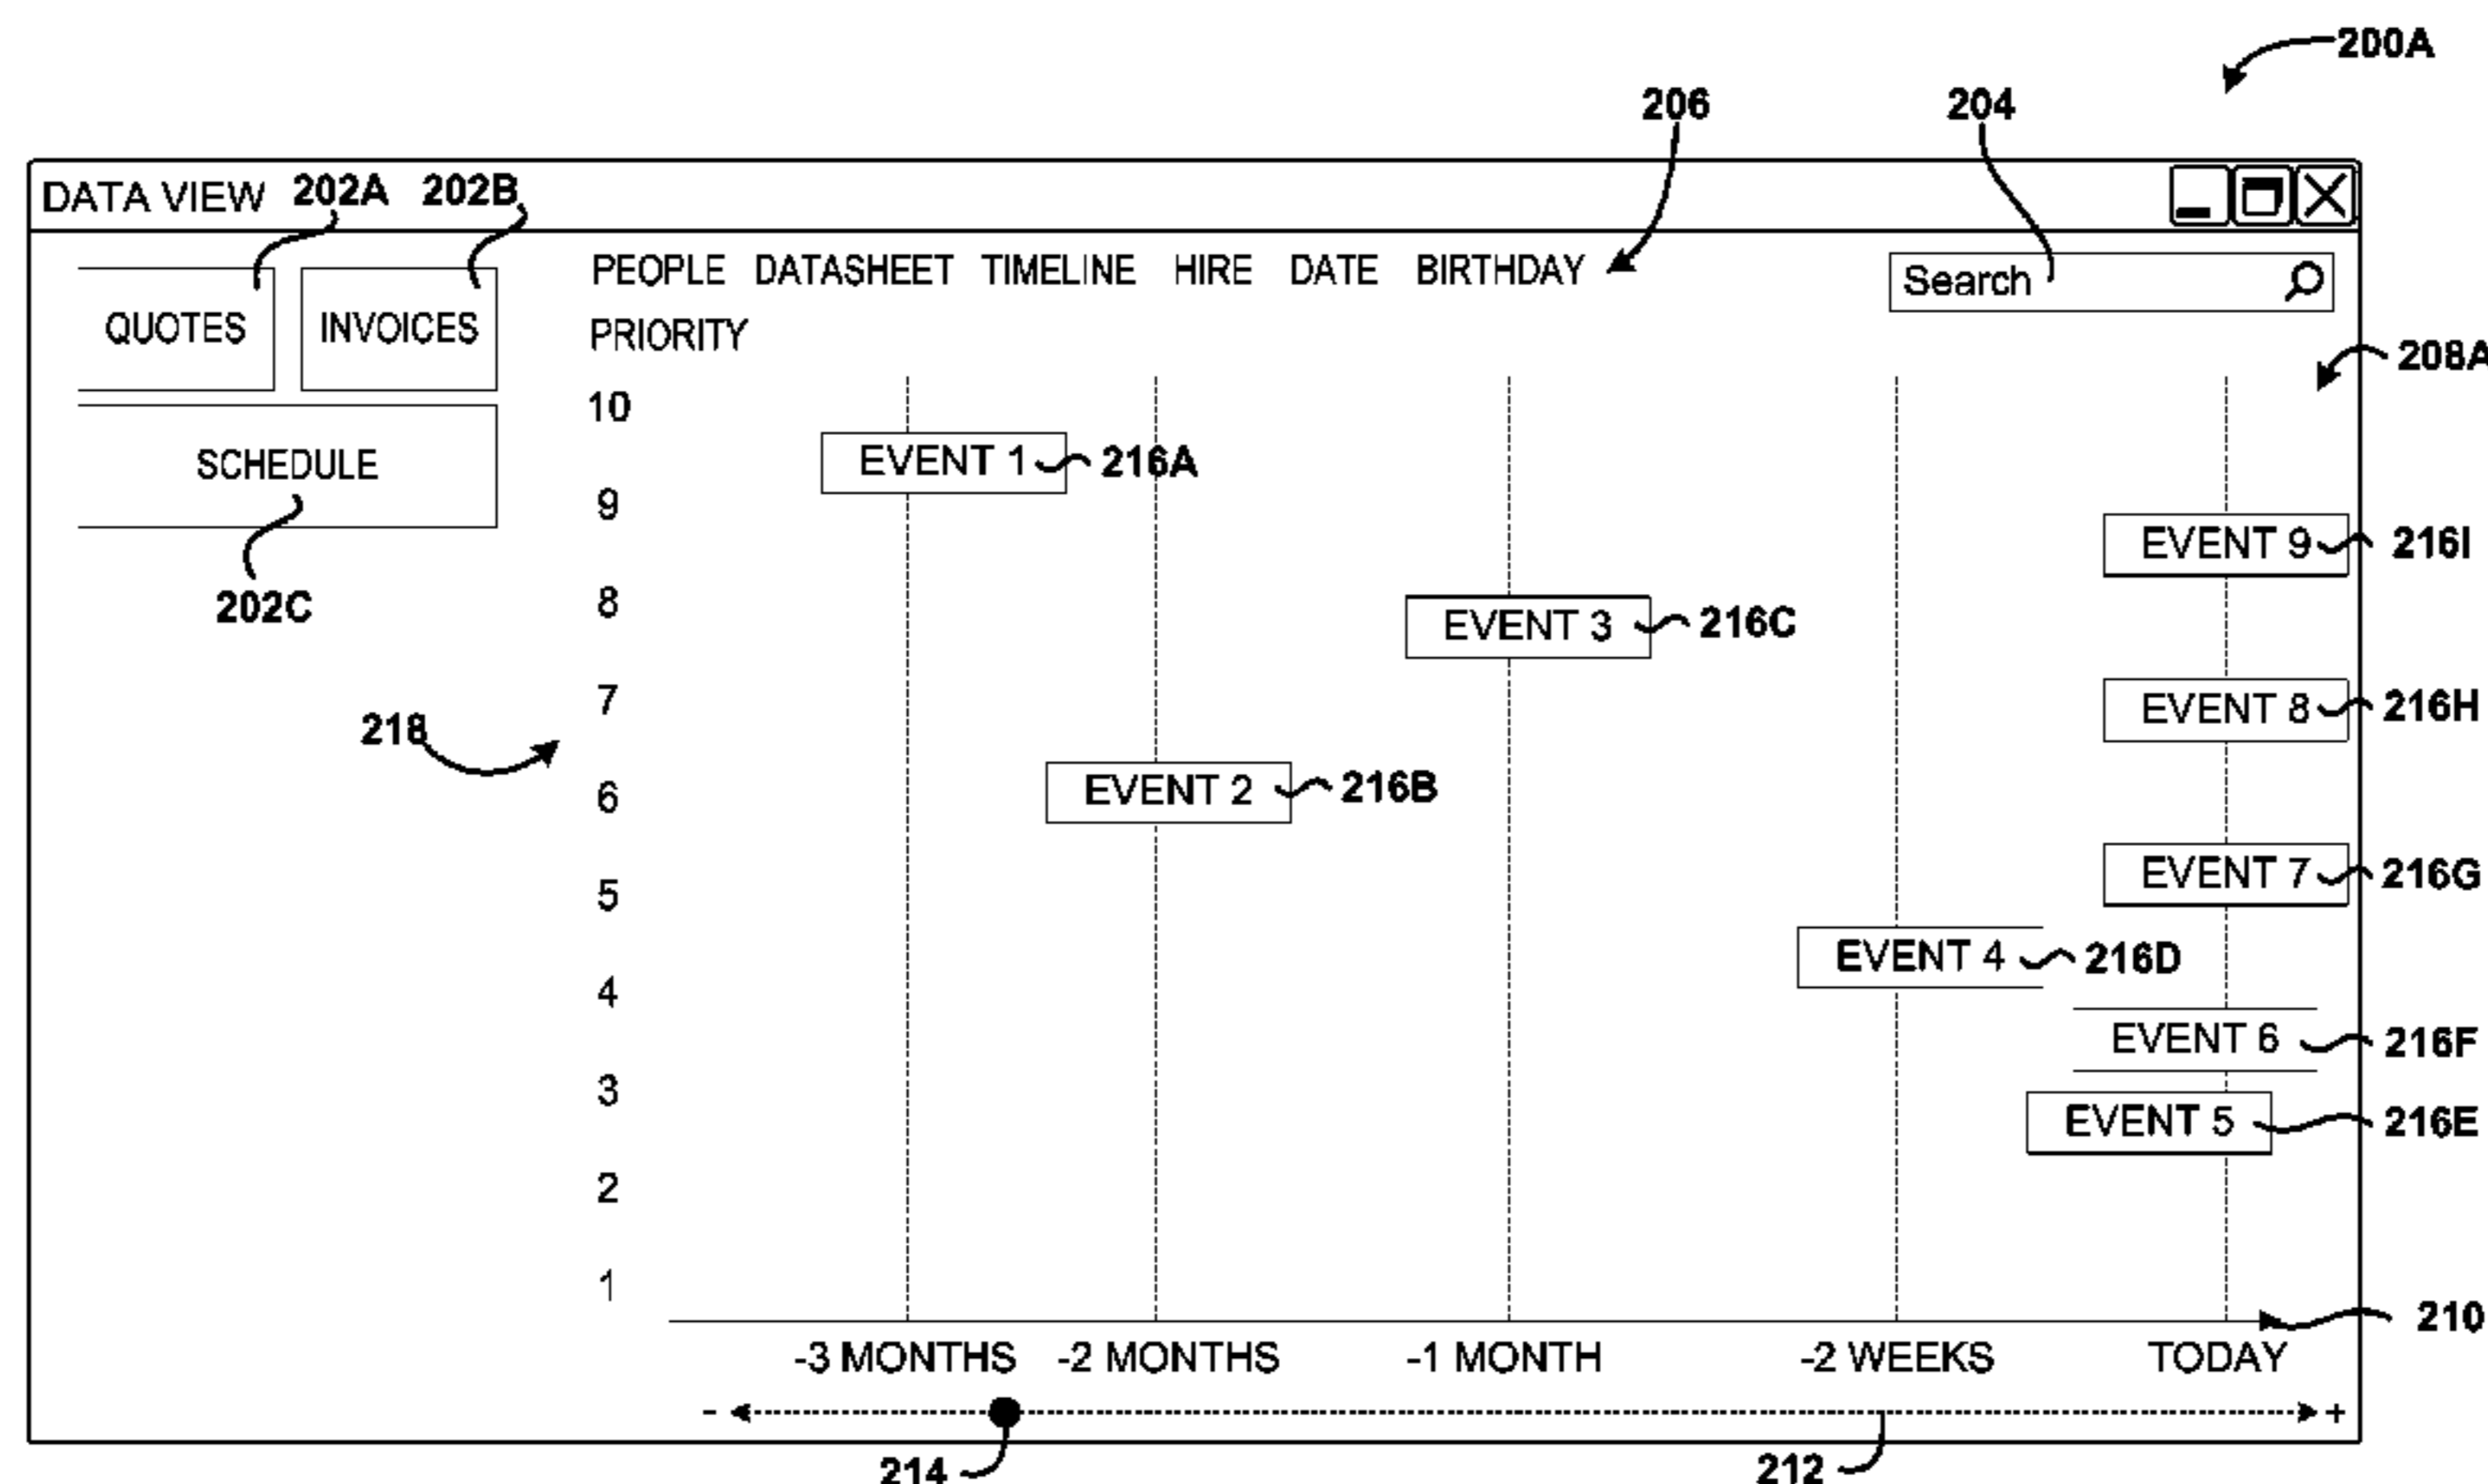 200A
206 204
DATA VIEW 202A 202B
PEOPLE DATASHEET TIMELINE HIRE DATE BIRTHDAY
Search
QUOTES INVOICES
PRIORITY
208A
10
EVENT 1 216A
SCHEDULE
9
EVENT 9 216I
202C
8
EVENT 3 216C
7
EVENT 8 216H
218
6
EVENT 2 216B
5
EVENT 7 216G
EVENT 4 216D
4
EVENT 6 216F
3
EVENT 5 216E
2
1
210
-3 MONTHS -2 MONTHS -1 MONTH -2 WEEKS TODAY
- +
214 212